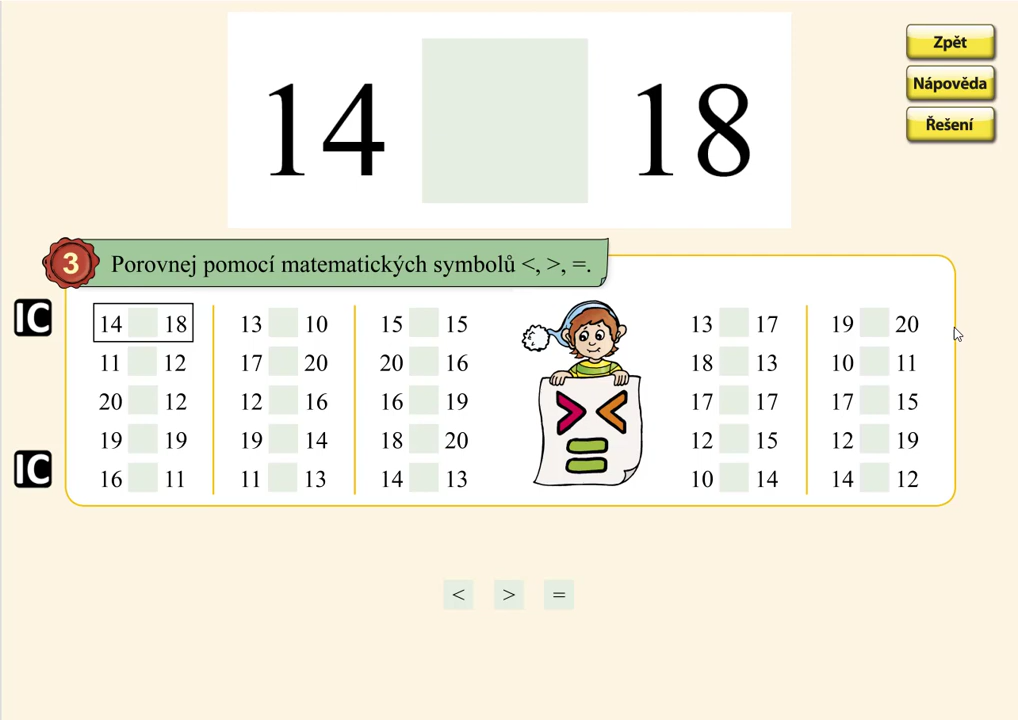 14 18
Zpět
Nápověda
Řešení
3 Porovnej pomocí matematických symbolů <, >, =.
IC
14 18 13 10 15 15 13 17 19 20
11 12 17 20 20 16 18 13 10 11
20 12 12 16 16 19 17 17 17 15
19 19 19 14 18 20 12 15 12 19
IC
16 11 11 13 14 13 10 14 14 12
> <
=
< > =